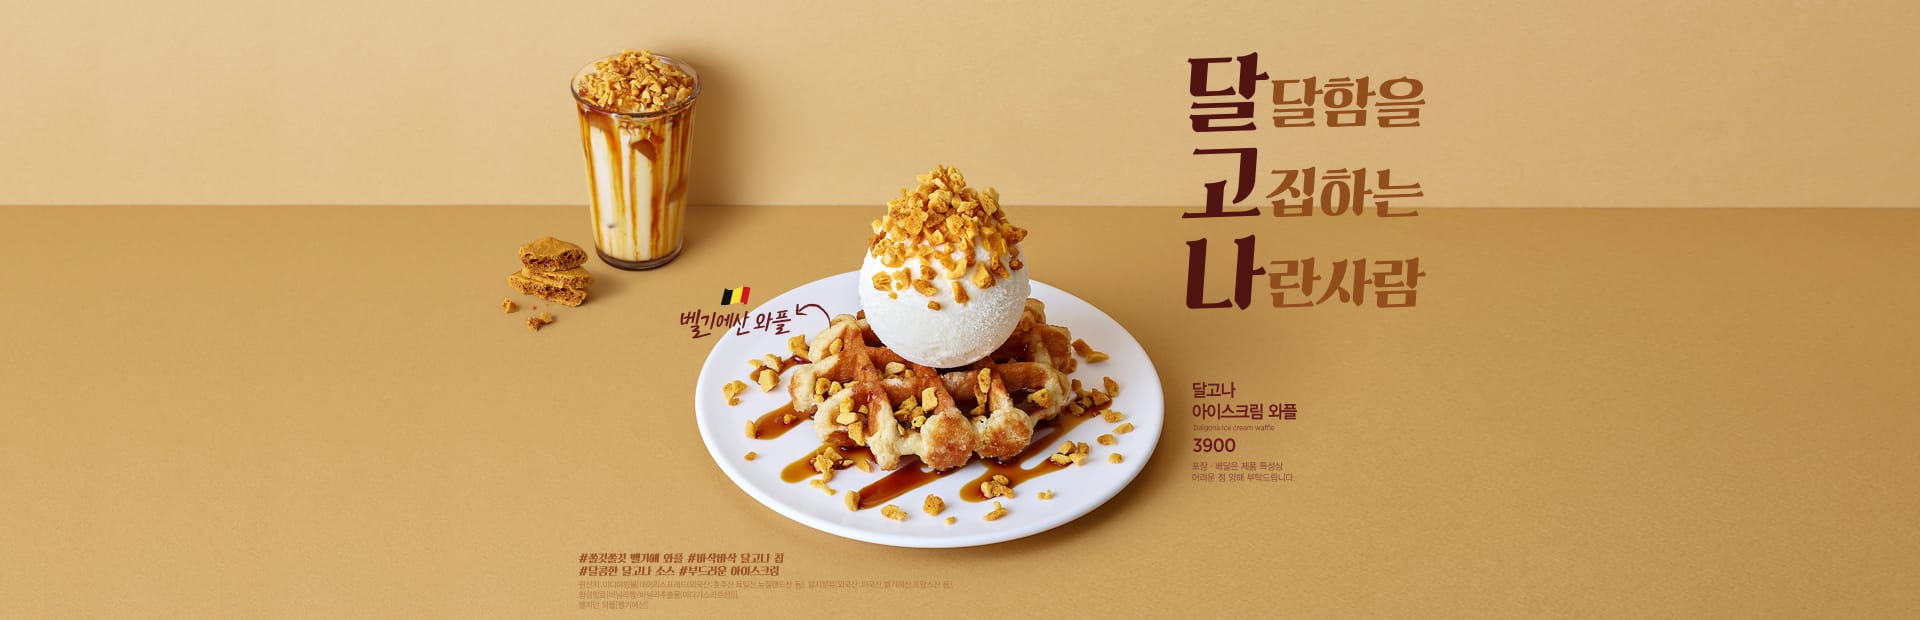 달달함을
고집하는
나란사람
벨기에산 와플
달고나
아이스크림 와플
Dalgona Ice cream waffle
3900
포장 · 배달은 제품 특성상
어려운 점 양해 부탁드립니다.
#쫄깃쫄깃 벨기에 와플 #바삭바삭 달고나 칩
#달콤한 달고나 소스 #부드러운 아이스크림